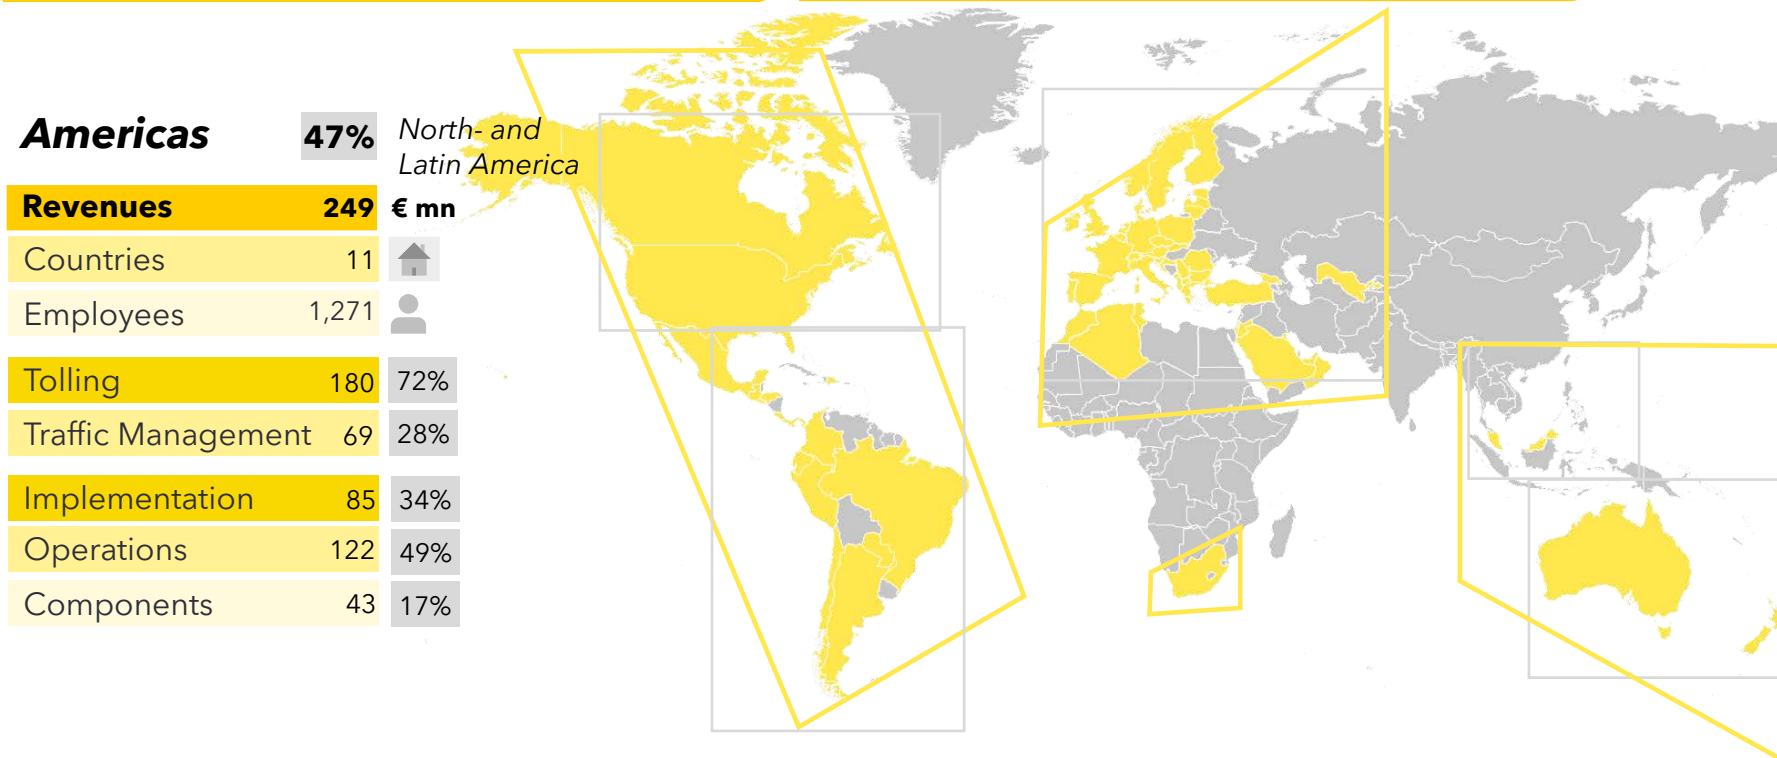 Americas 47% North- and
Latin America
Revenues 249 € mn
Countries 11
Employees 1,271
Tolling 180 72%
Traffic Management 69 28%
Implementation 85 34%
Operations 122 49%
Components 43 17%